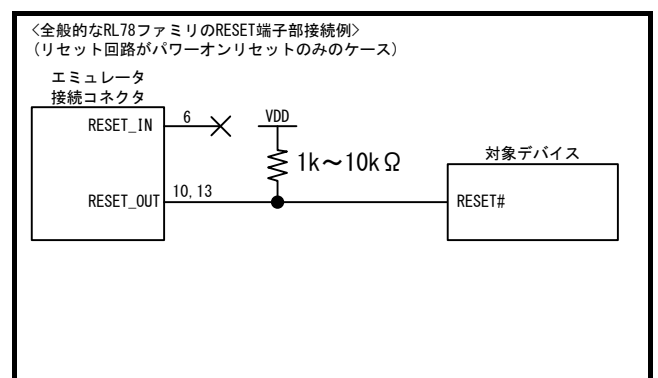 <全般的なRL78ファミリのRESET端子部接続例>
(リセット回路がパワーオンリセットのみのケース)
エミュレータ
接続コネクタ
RESET_IN
6
VDD
1k～10kΩ
対象デバイス
RESET_OUT
10,13
RESET#